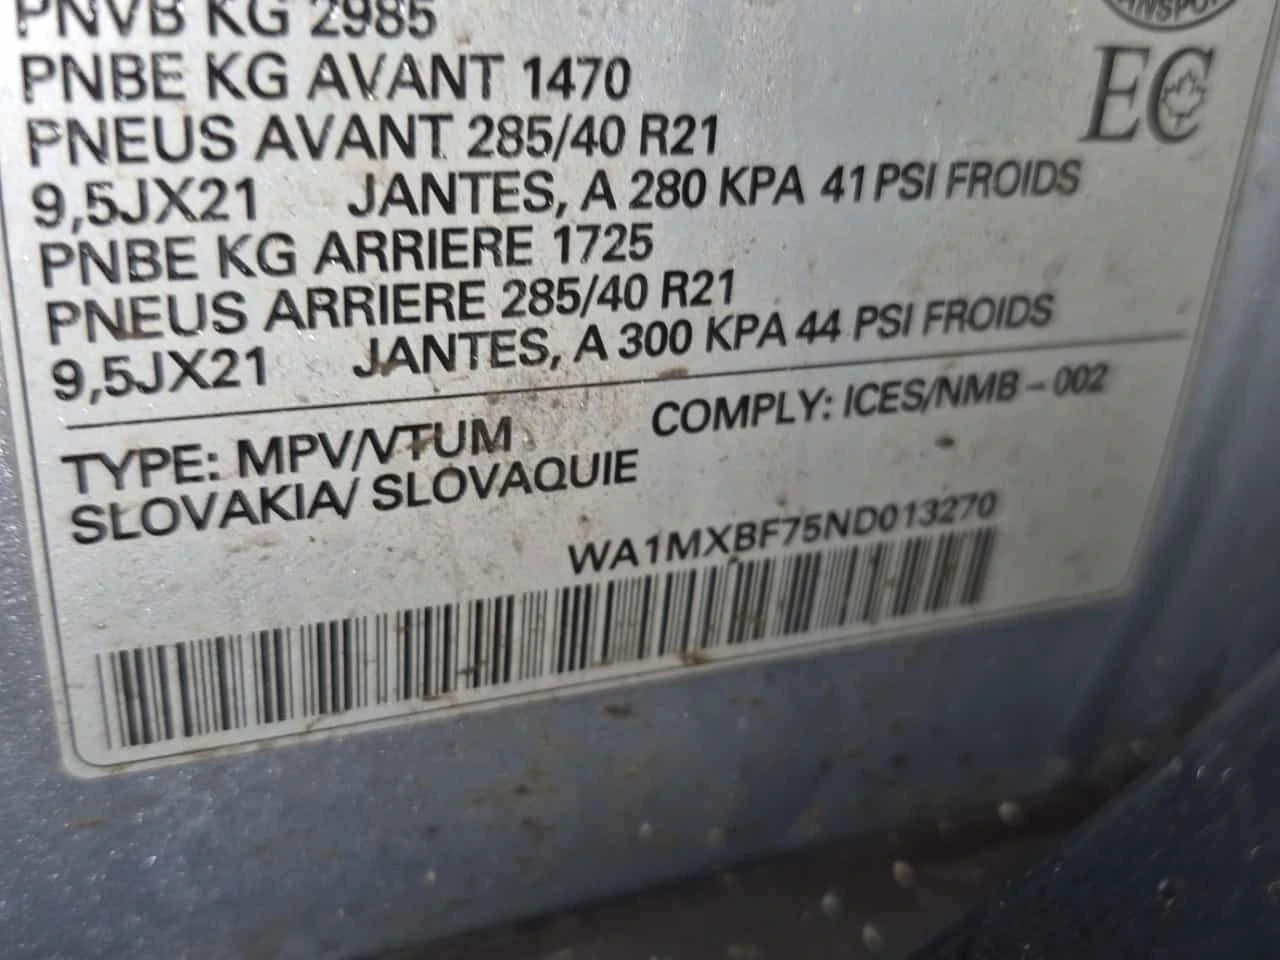 PNVB KG 2985
PNBE KG AVANT 1470
PNEUS AVANT 285/40 R21
9,5JX21 JANTES, A 280 KPA 41 PSI FROIDS
PNBE KG ARRIERE 1725
PNEUS ARRIERE 285/40 R21
9,5JX21 JANTES, A 300 KPA 44 PSI FROIDS
EC
TYPE: MPV/VTUM COMPLY: ICES/NMB - 002
SLOVAKIA/ SLOVAQUIE
WA1MXBF75ND013270